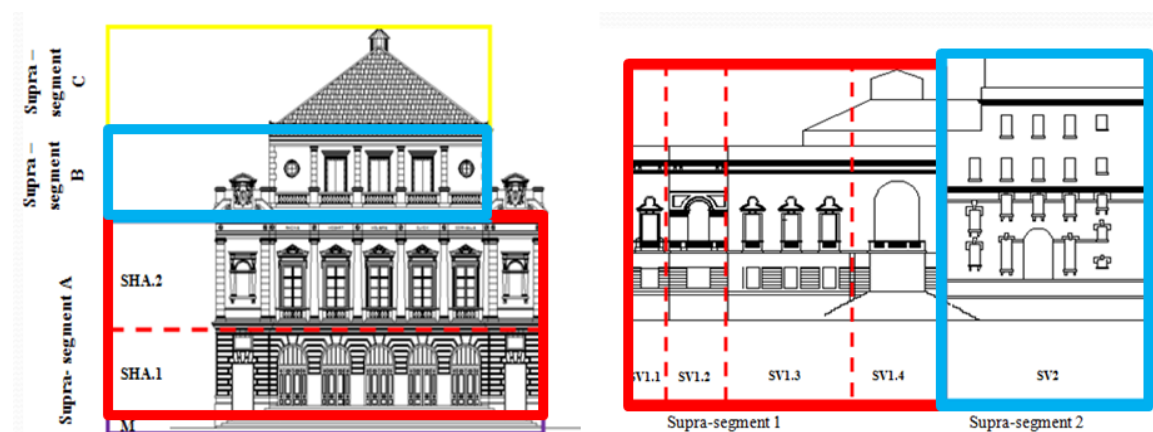 Supra –
segment
C
Supra –
segment
B
Supra- segment A
SHA.2
SHA.1
M
SV1.1
SV1.2
SV1.3
SV1.4
SV2
Supra-segment 1
Supra-segment 2